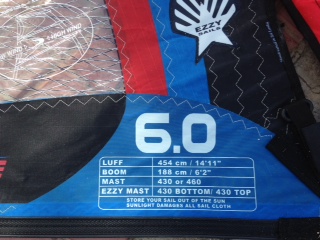 EZZY
SAILS
6.0
LUFF 454 cm / 14'11"
BOOM 188 cm / 6'2"
MAST 430 or 460
EZZY MAST 430 BOTTOM/ 430 TOP
STORE YOUR SAIL OUT OF THE SUN
SUNLIGHT DAMAGES ALL SAIL CLOTH